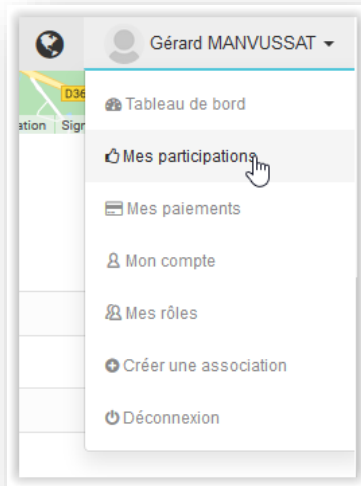 Gérard MANVUSSAT
D36
ation Sign
Tableau de bord
Mes participations
Mes paiements
Mon compte
Mes rôles
Créer une association
Déconnexion